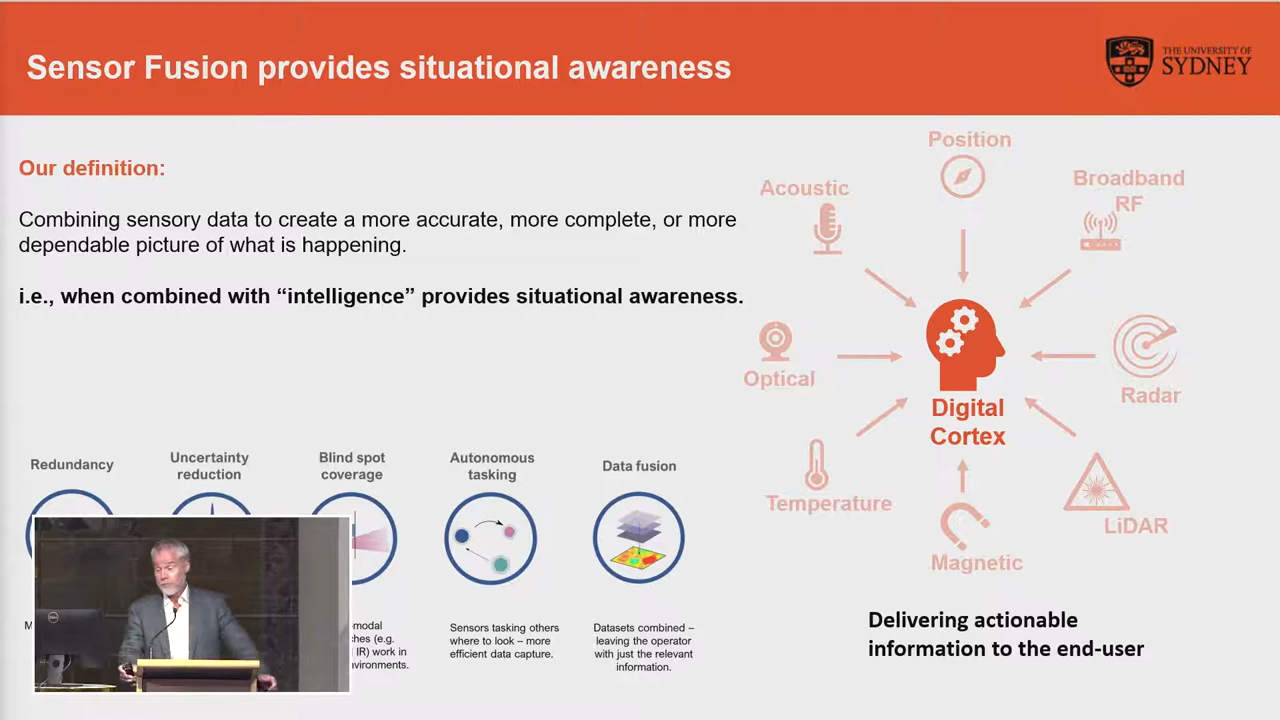 Sensor Fusion provides situational awareness
THE UNIVERSITY OF
SYDNEY
Our definition:
Combining sensory data to create a more accurate, more complete, or more
dependable picture of what is happening.
i.e., when combined with “intelligence” provides situational awareness.
Position
Acoustic
Broadband
RF
Optical
Digital
Cortex
Radar
Temperature
Magnetic
LiDAR
Delivering actionable
information to the end-user
Redundancy
Uncertainty
reduction
Blind spot
coverage
Autonomous
tasking
Data fusion
(e.g.
IR) work in
Sensors tasking others
where to look – more
efficient data capture.
Datasets combined –
leaving the operator
with just the relevant
information.